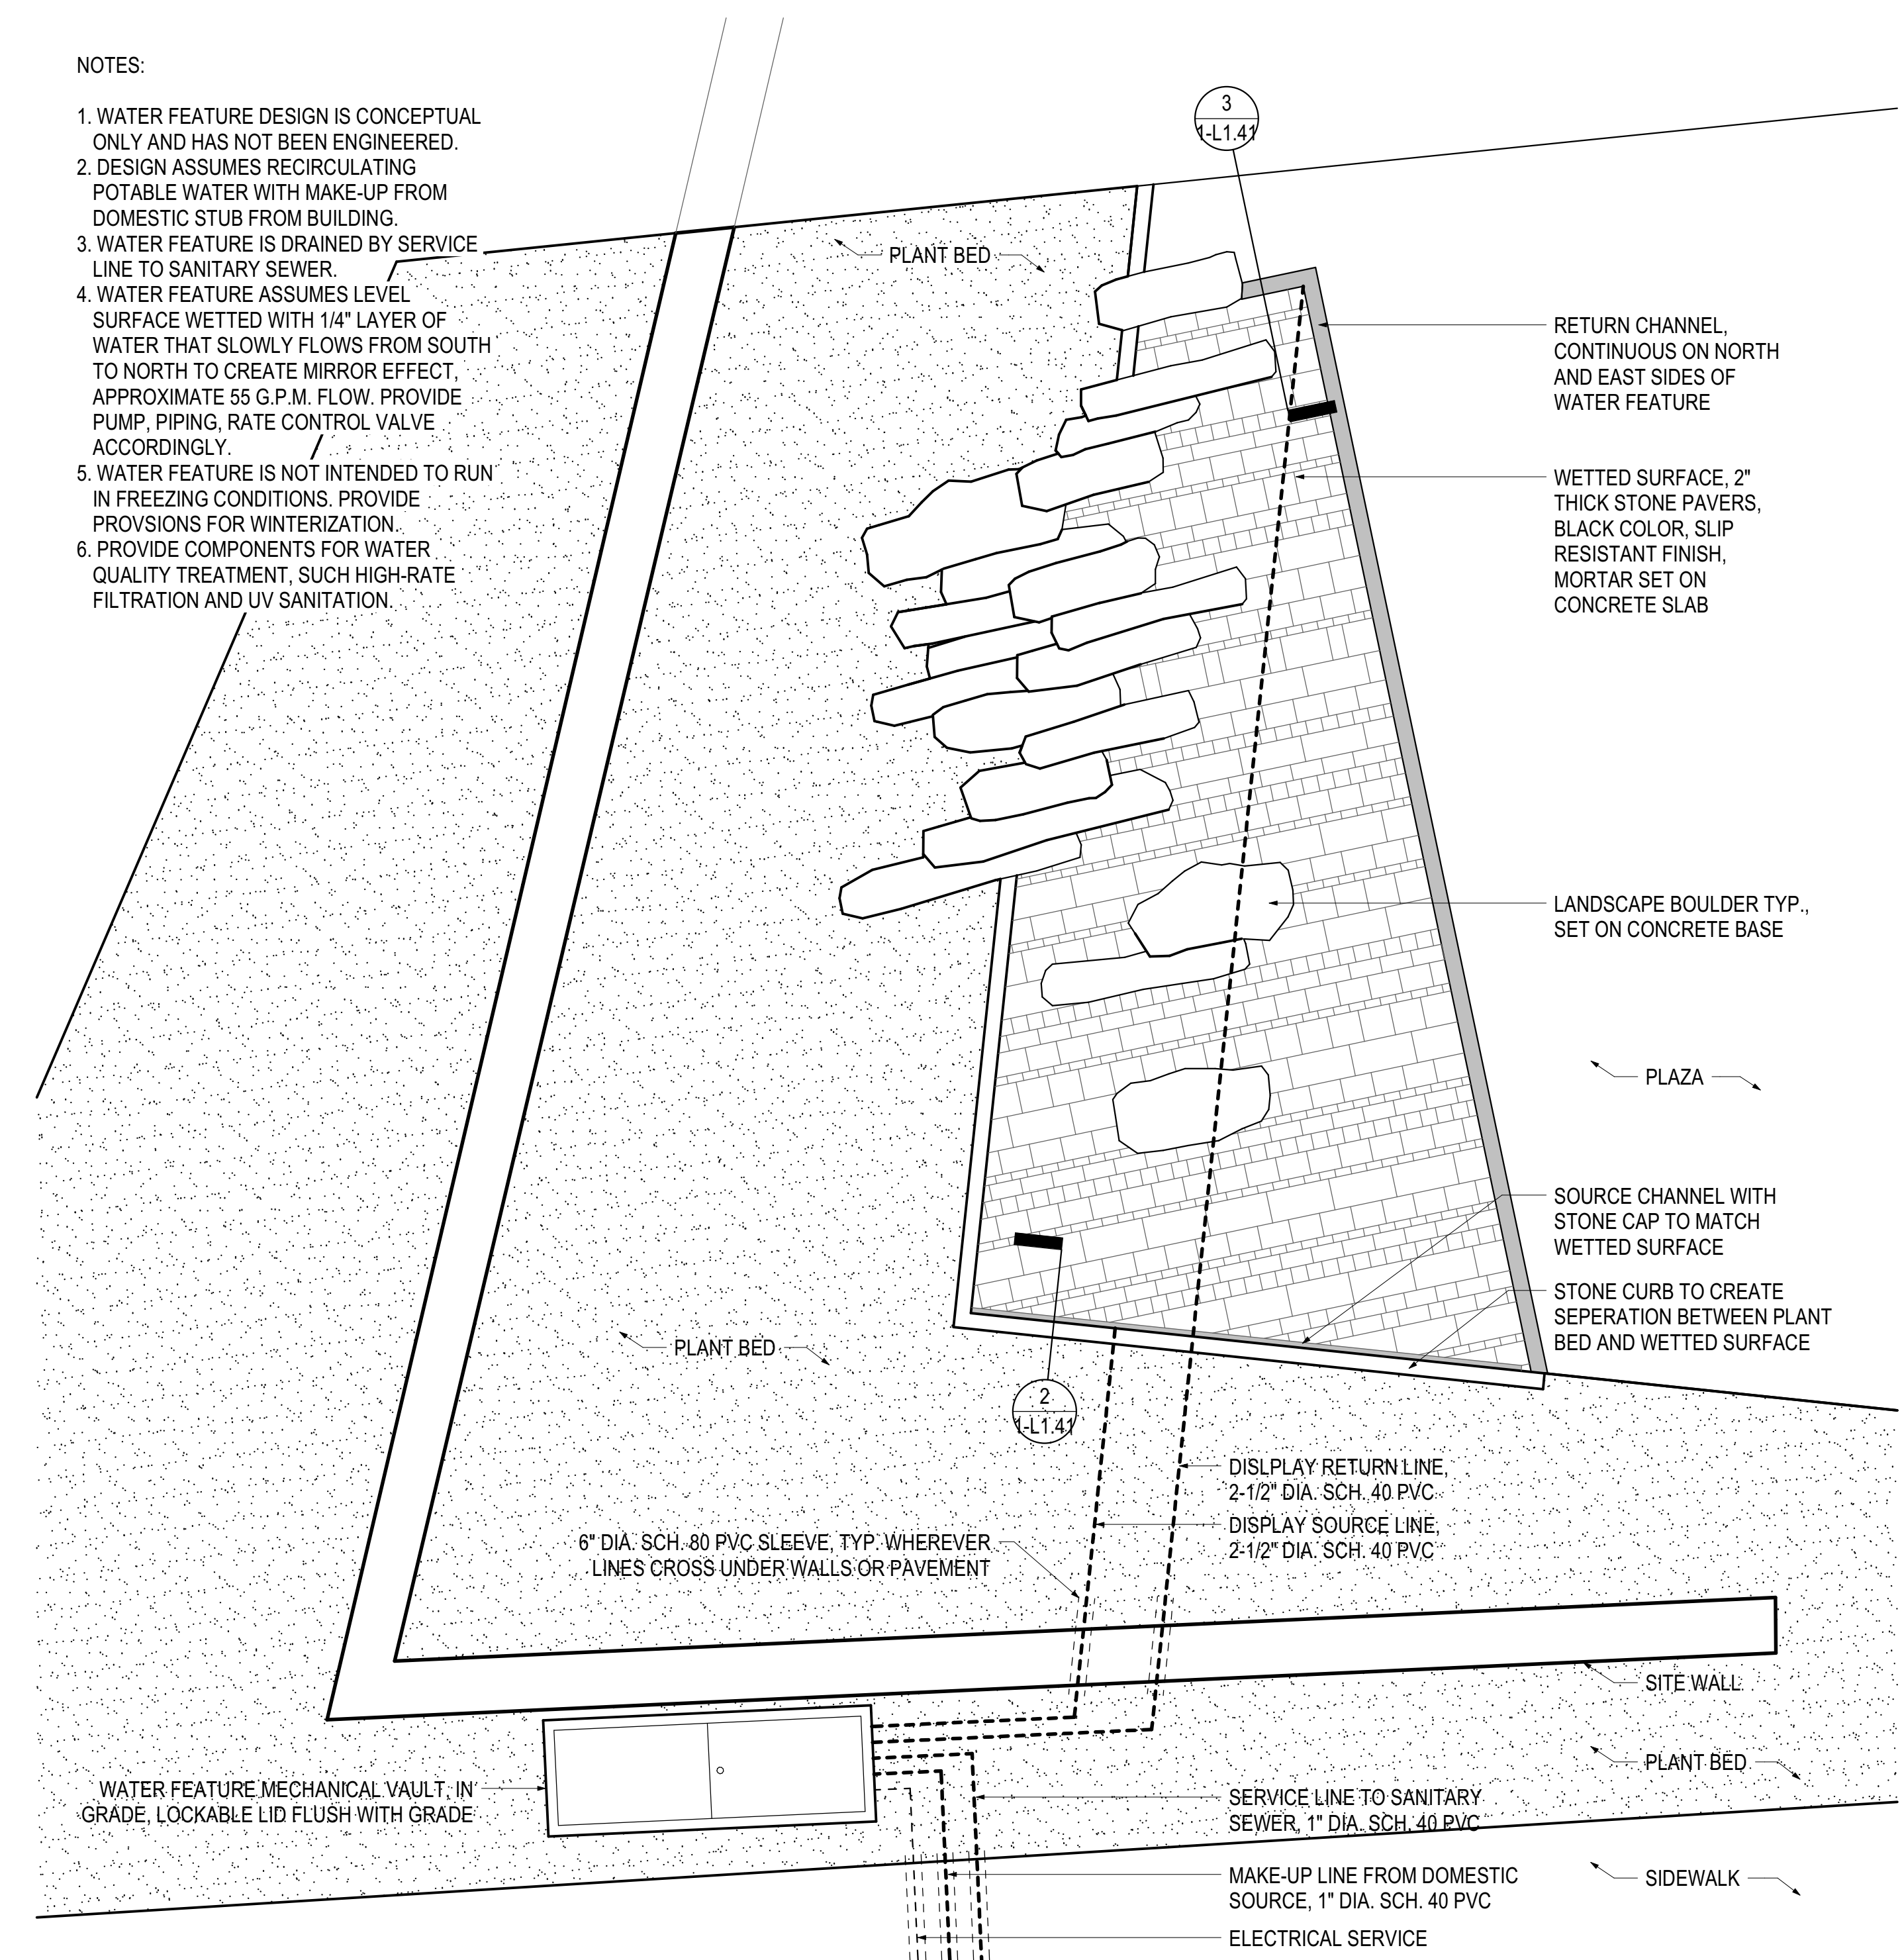 NOTES:
1. WATER FEATURE DESIGN IS CONCEPTUAL
ONLY AND HAS NOT BEEN ENGINEERED.
2. DESIGN ASSUMES RECIRCULATING
POTABLE WATER WITH MAKE-UP FROM
DOMESTIC STUB FROM BUILDING.
3. WATER FEATURE IS DRAINED BY SERVICE
LINE TO SANITARY SEWER.
4. WATER FEATURE ASSUMES LEVEL
SURFACE WETTED WITH 1/4" LAYER OF
WATER THAT SLOWLY FLOWS FROM SOUTH
TO NORTH TO CREATE MIRROR EFFECT,
APPROXIMATE 55 G.P.M. FLOW. PROVIDE
PUMP, PIPING, RATE CONTROL VALVE
ACCORDINGLY.
5. WATER FEATURE IS NOT INTENDED TO RUN
IN FREEZING CONDITIONS. PROVIDE
PROVSIONS FOR WINTERIZATION.
6. PROVIDE COMPONENTS FOR WATER
QUALITY TREATMENT, SUCH HIGH-RATE
FILTRATION AND UV SANITATION.
3
1-L1.41
PLANT BED
RETURN CHANNEL,
CONTINUOUS ON NORTH
AND EAST SIDES OF
WATER FEATURE
WETTED SURFACE, 2"
THICK STONE PAVERS,
BLACK COLOR, SLIP
RESISTANT FINISH,
MORTAR SET ON
CONCRETE SLAB
LANDSCAPE BOULDER TYP.,
SET ON CONCRETE BASE
PLAZA
SOURCE CHANNEL WITH
STONE CAP TO MATCH
WETTED SURFACE
STONE CURB TO CREATE
SEPERATION BETWEEN PLANT
BED AND WETTED SURFACE
PLANT BED
2
1-L1.41
DISLPLAY RETURN LINE,
2-1/2" DIA. SCH. 40 PVC
DISPLAY SOURCE LINE,
2-1/2" DIA. SCH. 40 PVC
6" DIA. SCH. 80 PVC SLEEVE, TYP. WHEREVER
LINES CROSS UNDER WALLS OR PAVEMENT
SITE WALL
PLANT BED
WATER FEATURE MECHANICAL VAULT, IN
GRADE, LOCKABLE LID FLUSH WITH GRADE
SERVICE LINE TO SANITARY
SEWER, 1" DIA. SCH. 40 PVC
MAKE-UP LINE FROM DOMESTIC
SOURCE, 1" DIA. SCH. 40 PVC
SIDEWALK
ELECTRICAL SERVICE